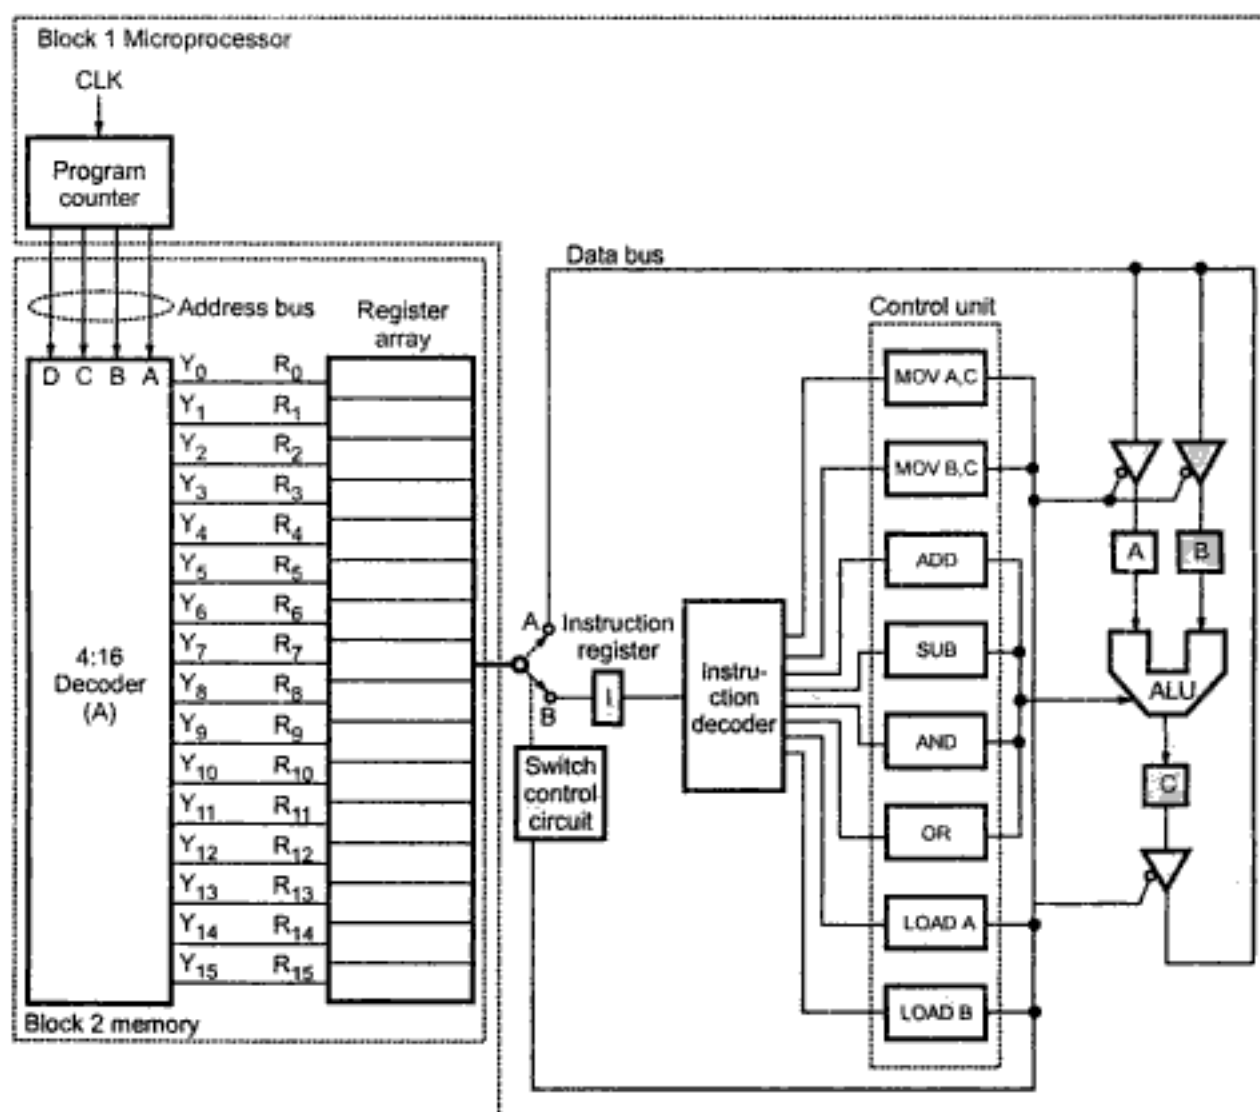 Block 1 Microprocessor
CLK
Program
counter
Data bus
Address bus
Register
array
Control unit
D C B A
Y0 R0
Y1 R1
Y2 R2
Y3 R3
Y4 R4
Y5 R5
Y6 R6
Y7 R7
Y8 R8
Y9 R9
Y10 R10
Y11 R11
Y12 R12
Y13 R13
Y14 R14
Y15 R15
4:16
Decoder
(A)
Block 2 memory
A
B
Instruction
register
I
Switch
control
circuit
Instru-
ction
decoder
MOV A,C
MOV B,C
ADD
SUB
AND
OR
LOAD A
LOAD B
A
B
ALU
C